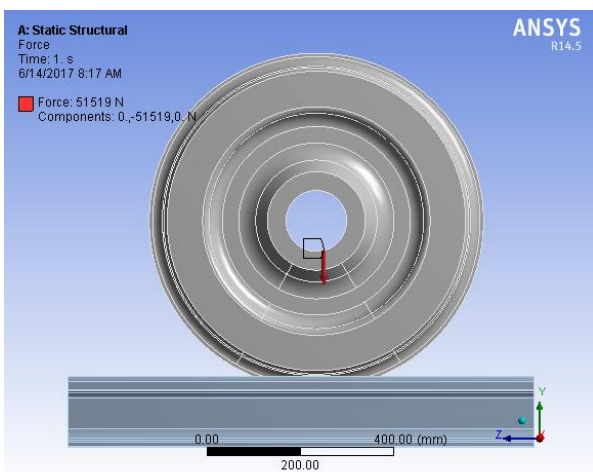 A: Static Structural
Force
Time: 1. s
6/14/2017 8:17 AM
Force: 51519 N
Components: 0.,-51519,0. N
ANSYS
R14.5
Y
Z
X
0.00
400.00 (mm)
200.00